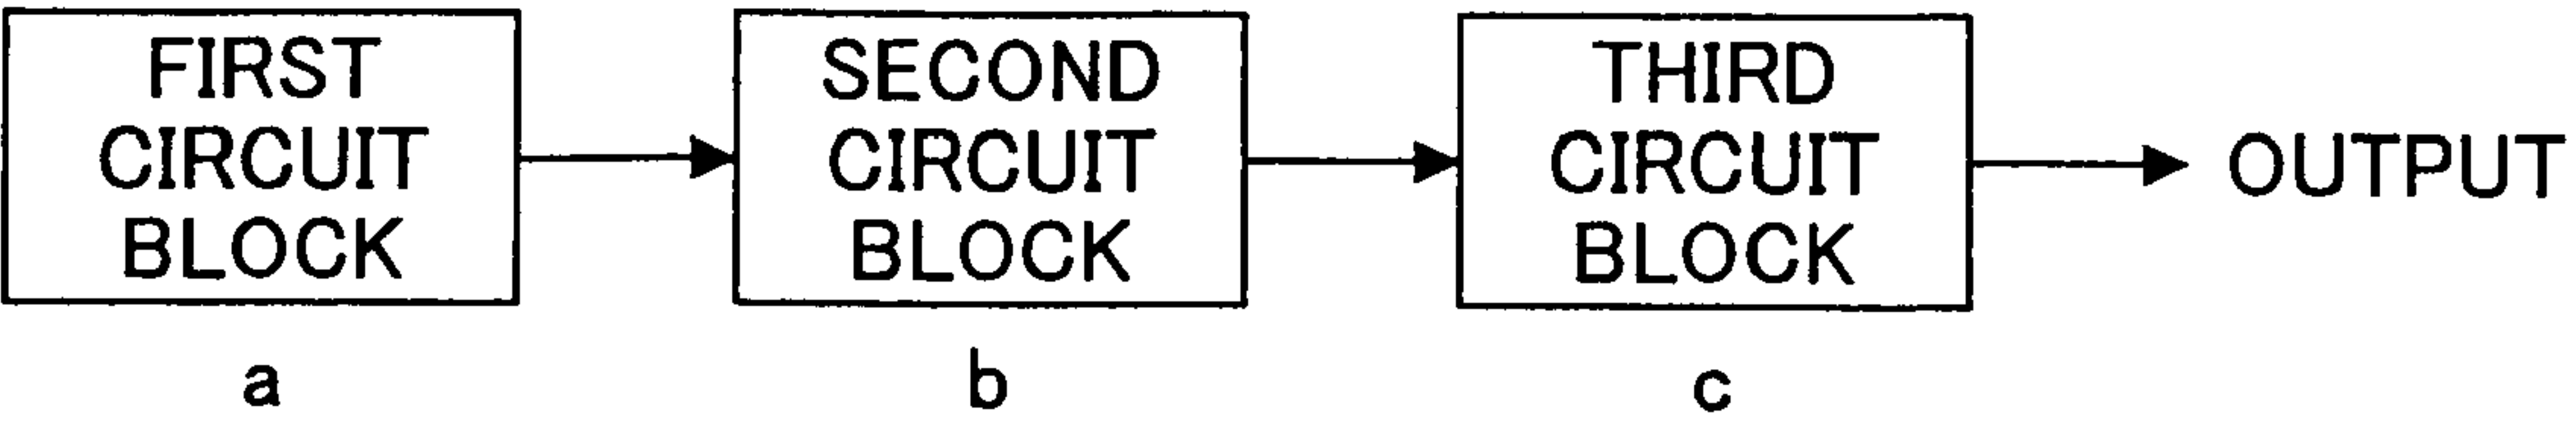 FIRST
CIRCUIT
BLOCK
a
SECOND
CIRCUIT
BLOCK
b
THIRD
CIRCUIT
BLOCK
c
OUTPUT